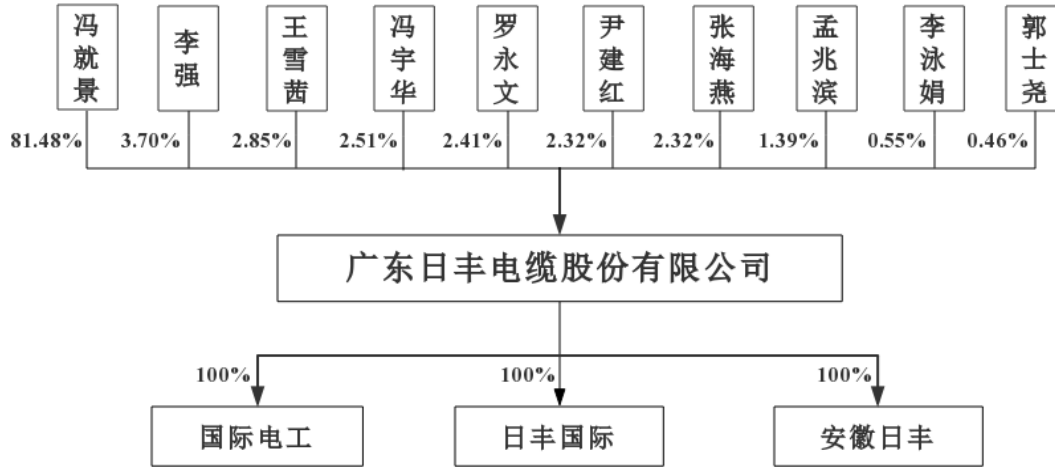 冯就景
李强
王雪茜
冯宇华
罗永文
尹建红
张海燕
孟兆滨
李泳娟
郭士尧
81.48%
3.70%
2.85%
2.51%
2.41%
2.32%
2.32%
1.39%
0.55%
0.46%
广东日丰电缆股份有限公司
100%
100%
100%
国际电工
日丰国际
安徽日丰